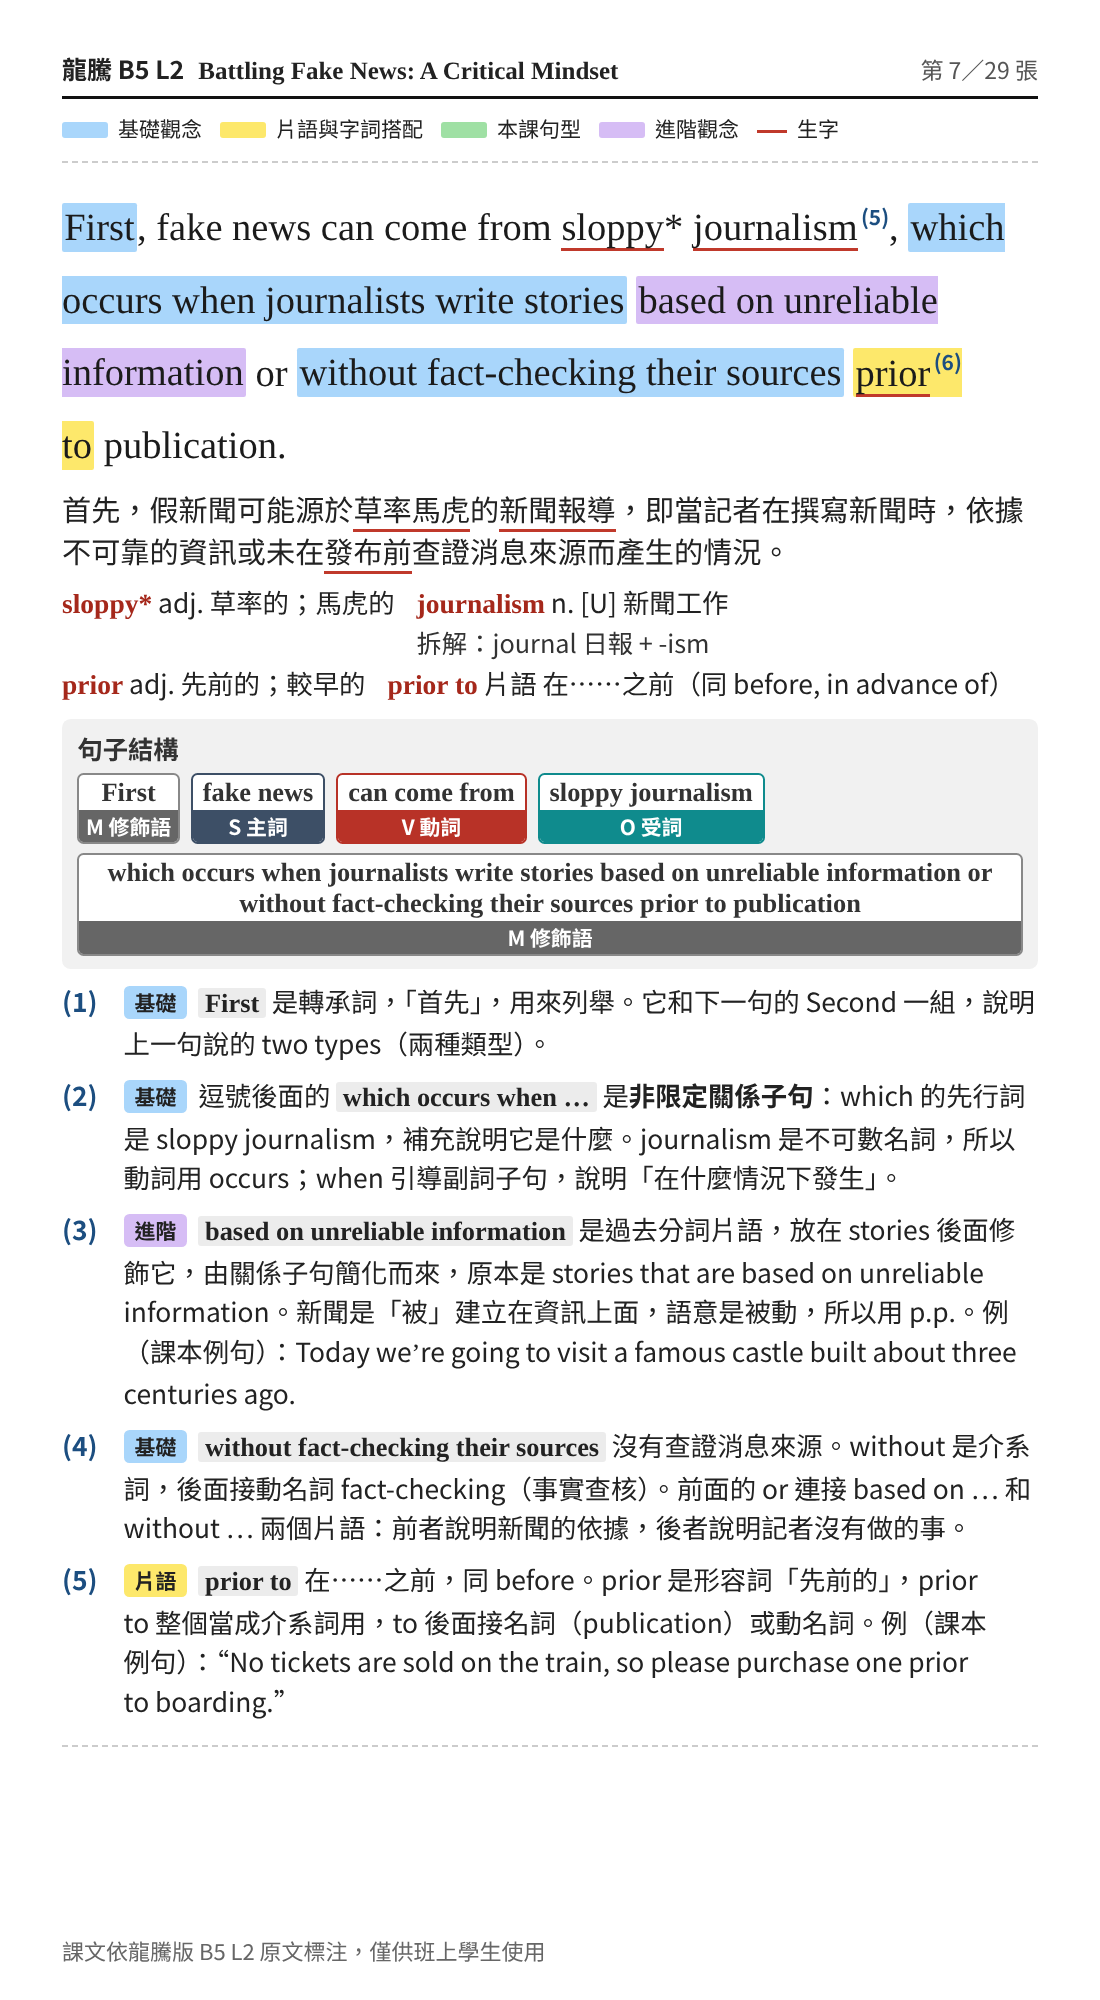 龍騰 B5 L2 Battling Fake News: A Critical Mindset 第 7／29 張
基礎觀念 片語與字詞搭配 本課句型 進階觀念 生字
First, fake news can come from sloppy* journalism(5), which
occurs when journalists write stories based on unreliable
information or without fact-checking their sources prior(6)
to publication.
首先，假新聞可能源於草率馬虎的新聞報導，即當記者在撰寫新聞時，依據
不可靠的資訊或未在發布前查證消息來源而產生的情況。
sloppy* adj. 草率的；馬虎的 journalism n. [U] 新聞工作
拆解：journal 日報 + -ism
prior adj. 先前的；較早的 prior to 片語 在⋯⋯之前（同 before, in advance of）
句子結構
First fake news can come from sloppy journalism
M 修飾語 S 主詞 V 動詞 O 受詞
which occurs when journalists write stories based on unreliable information or
without fact-checking their sources prior to publication
M 修飾語
(1) 基礎 First 是轉承詞，「首先」，用來列舉。它和下一句的 Second 一組，說明
上一句說的 two types（兩種類型）。
(2) 基礎 逗號後面的 which occurs when … 是非限定關係子句：which 的先行詞
是 sloppy journalism，補充說明它是什麼。journalism 是不可數名詞，所以
動詞用 occurs；when 引導副詞子句，說明「在什麼情況下發生」。
(3) 進階 based on unreliable information 是過去分詞片語，放在 stories 後面修
飾它，由關係子句簡化而來，原本是 stories that are based on unreliable
information。新聞是「被」建立在資訊上面，語意是被動，所以用 p.p.。例
（課本例句）：Today we’re going to visit a famous castle built about three
centuries ago.
(4) 基礎 without fact-checking their sources 沒有查證消息來源。without 是介系
詞，後面接動名詞 fact-checking（事實查核）。前面的 or 連接 based on … 和
without … 兩個片語：前者說明新聞的依據，後者說明記者沒有做的事。
(5) 片語 prior to 在⋯⋯之前，同 before。prior 是形容詞「先前的」，prior
to 整個當成介系詞用，to 後面接名詞（publication）或動名詞。例（課本
例句）：“No tickets are sold on the train, so please purchase one prior
to boarding.”
課文依龍騰版 B5 L2 原文標注，僅供班上學生使用